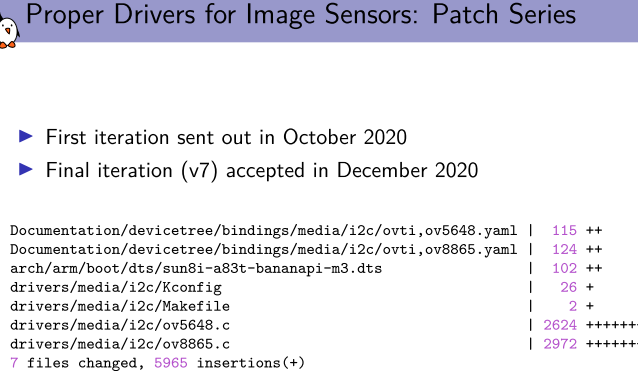 Proper Drivers for Image Sensors: Patch Series
First iteration sent out in October 2020
Final iteration (v7) accepted in December 2020
Documentation/devicetree/bindings/media/i2c/ovti,ov5648.yaml | 115 ++
Documentation/devicetree/bindings/media/i2c/ovti,ov8865.yaml | 124 ++
arch/arm/boot/dts/sun8i-a83t-bananapi-m3.dts | 102 ++
drivers/media/i2c/Kconfig | 26 +
drivers/media/i2c/Makefile | 2 +
drivers/media/i2c/ov5648.c | 2624 +++++++
drivers/media/i2c/ov8865.c | 2972 +++++++
7 files changed, 5965 insertions(+)